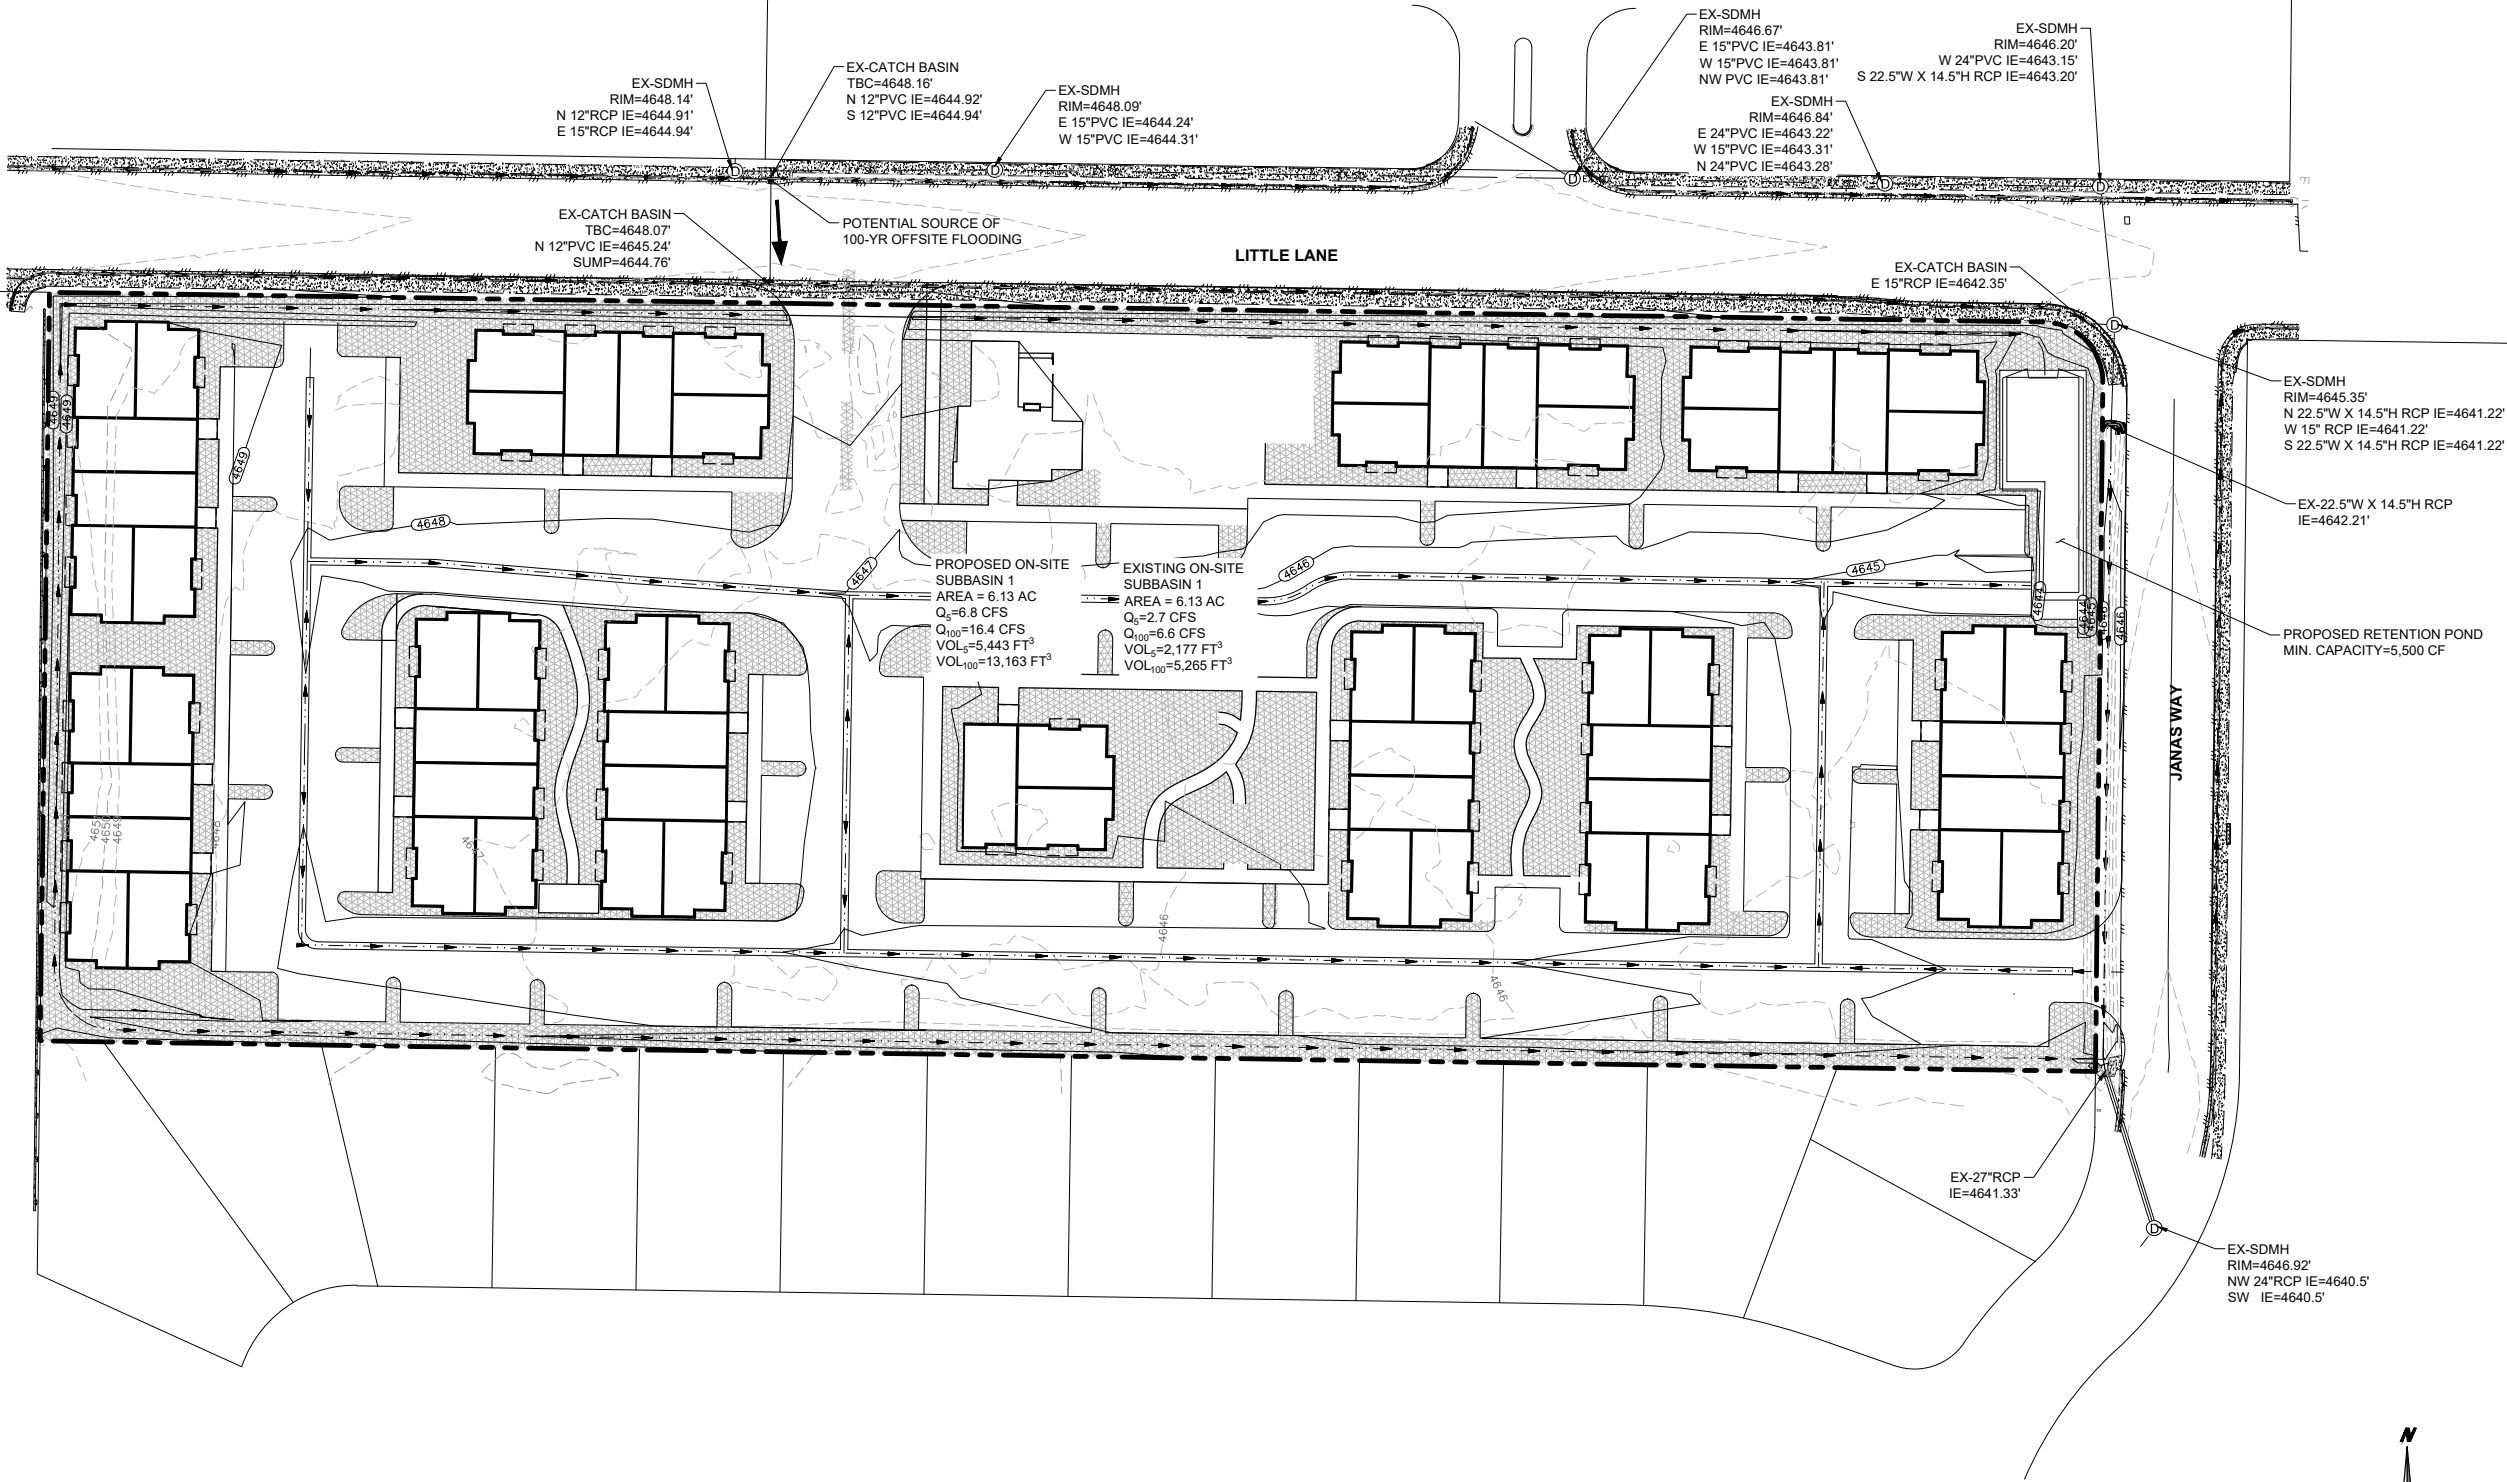 EX-SDMH
RIM=4648.14'
N 12"RCP IE=4644.91'
E 15"RCP IE=4644.94'
EX-CATCH BASIN
TBC=4648.16'
N 12"PVC IE=4644.92'
S 12"PVC IE=4644.94'
EX-SDMH
RIM=4648.09'
E 15"PVC IE=4644.24'
W 15"PVC IE=4644.31'
EX-SDMH
RIM=4646.67'
E 15"PVC IE=4643.81'
W 15"PVC IE=4643.81'
NW PVC IE=4643.81'
EX-SDMH
RIM=4646.20'
W 24"PVC IE=4643.15'
S 22.5"W X 14.5"H RCP IE=4643.20'
EX-SDMH
RIM=4646.84'
E 24"PVC IE=4643.22'
W 15"PVC IE=4643.31'
N 24"PVC IE=4643.28'
D
D
D
D
D
EX-CATCH BASIN
TBC=4648.07'
N 12"PVC IE=4645.24'
SUMP=4644.76'
POTENTIAL SOURCE OF
100-YR OFFSITE FLOODING
LITTLE LANE
EX-CATCH BASIN
E 15"RCP IE=4642.35'
D
EX-SDMH
RIM=4645.35'
N 22.5"W X 14.5"H RCP IE=4641.22'
W 15" RCP IE=4641.22'
S 22.5"W X 14.5"H RCP IE=4641.22'
4649
4649
4649
EX-22.5"W X 14.5"H RCP
IE=4642.21'
4648
4647
4646
4645
PROPOSED ON-SITE
SUBBASIN 1
AREA = 6.13 AC
Q5=6.8 CFS
Q100=16.4 CFS
VOL5=5,443 FT3
VOL100=13,163 FT3
EXISTING ON-SITE
SUBBASIN 1
AREA = 6.13 AC
Q5=2.7 CFS
Q100=6.6 CFS
VOL5=2,177 FT3
VOL100=5,265 FT3
4644
4644
4645
4646
4646
PROPOSED RETENTION POND
MIN. CAPACITY=5,500 CF
JANAS WAY
4651
4650
4649
4648
4647
4646
4646
EX-27"RCP
IE=4641.33'
D
EX-SDMH
RIM=4646.92'
NW 24"RCP IE=4640.5'
SW IE=4640.5'
N